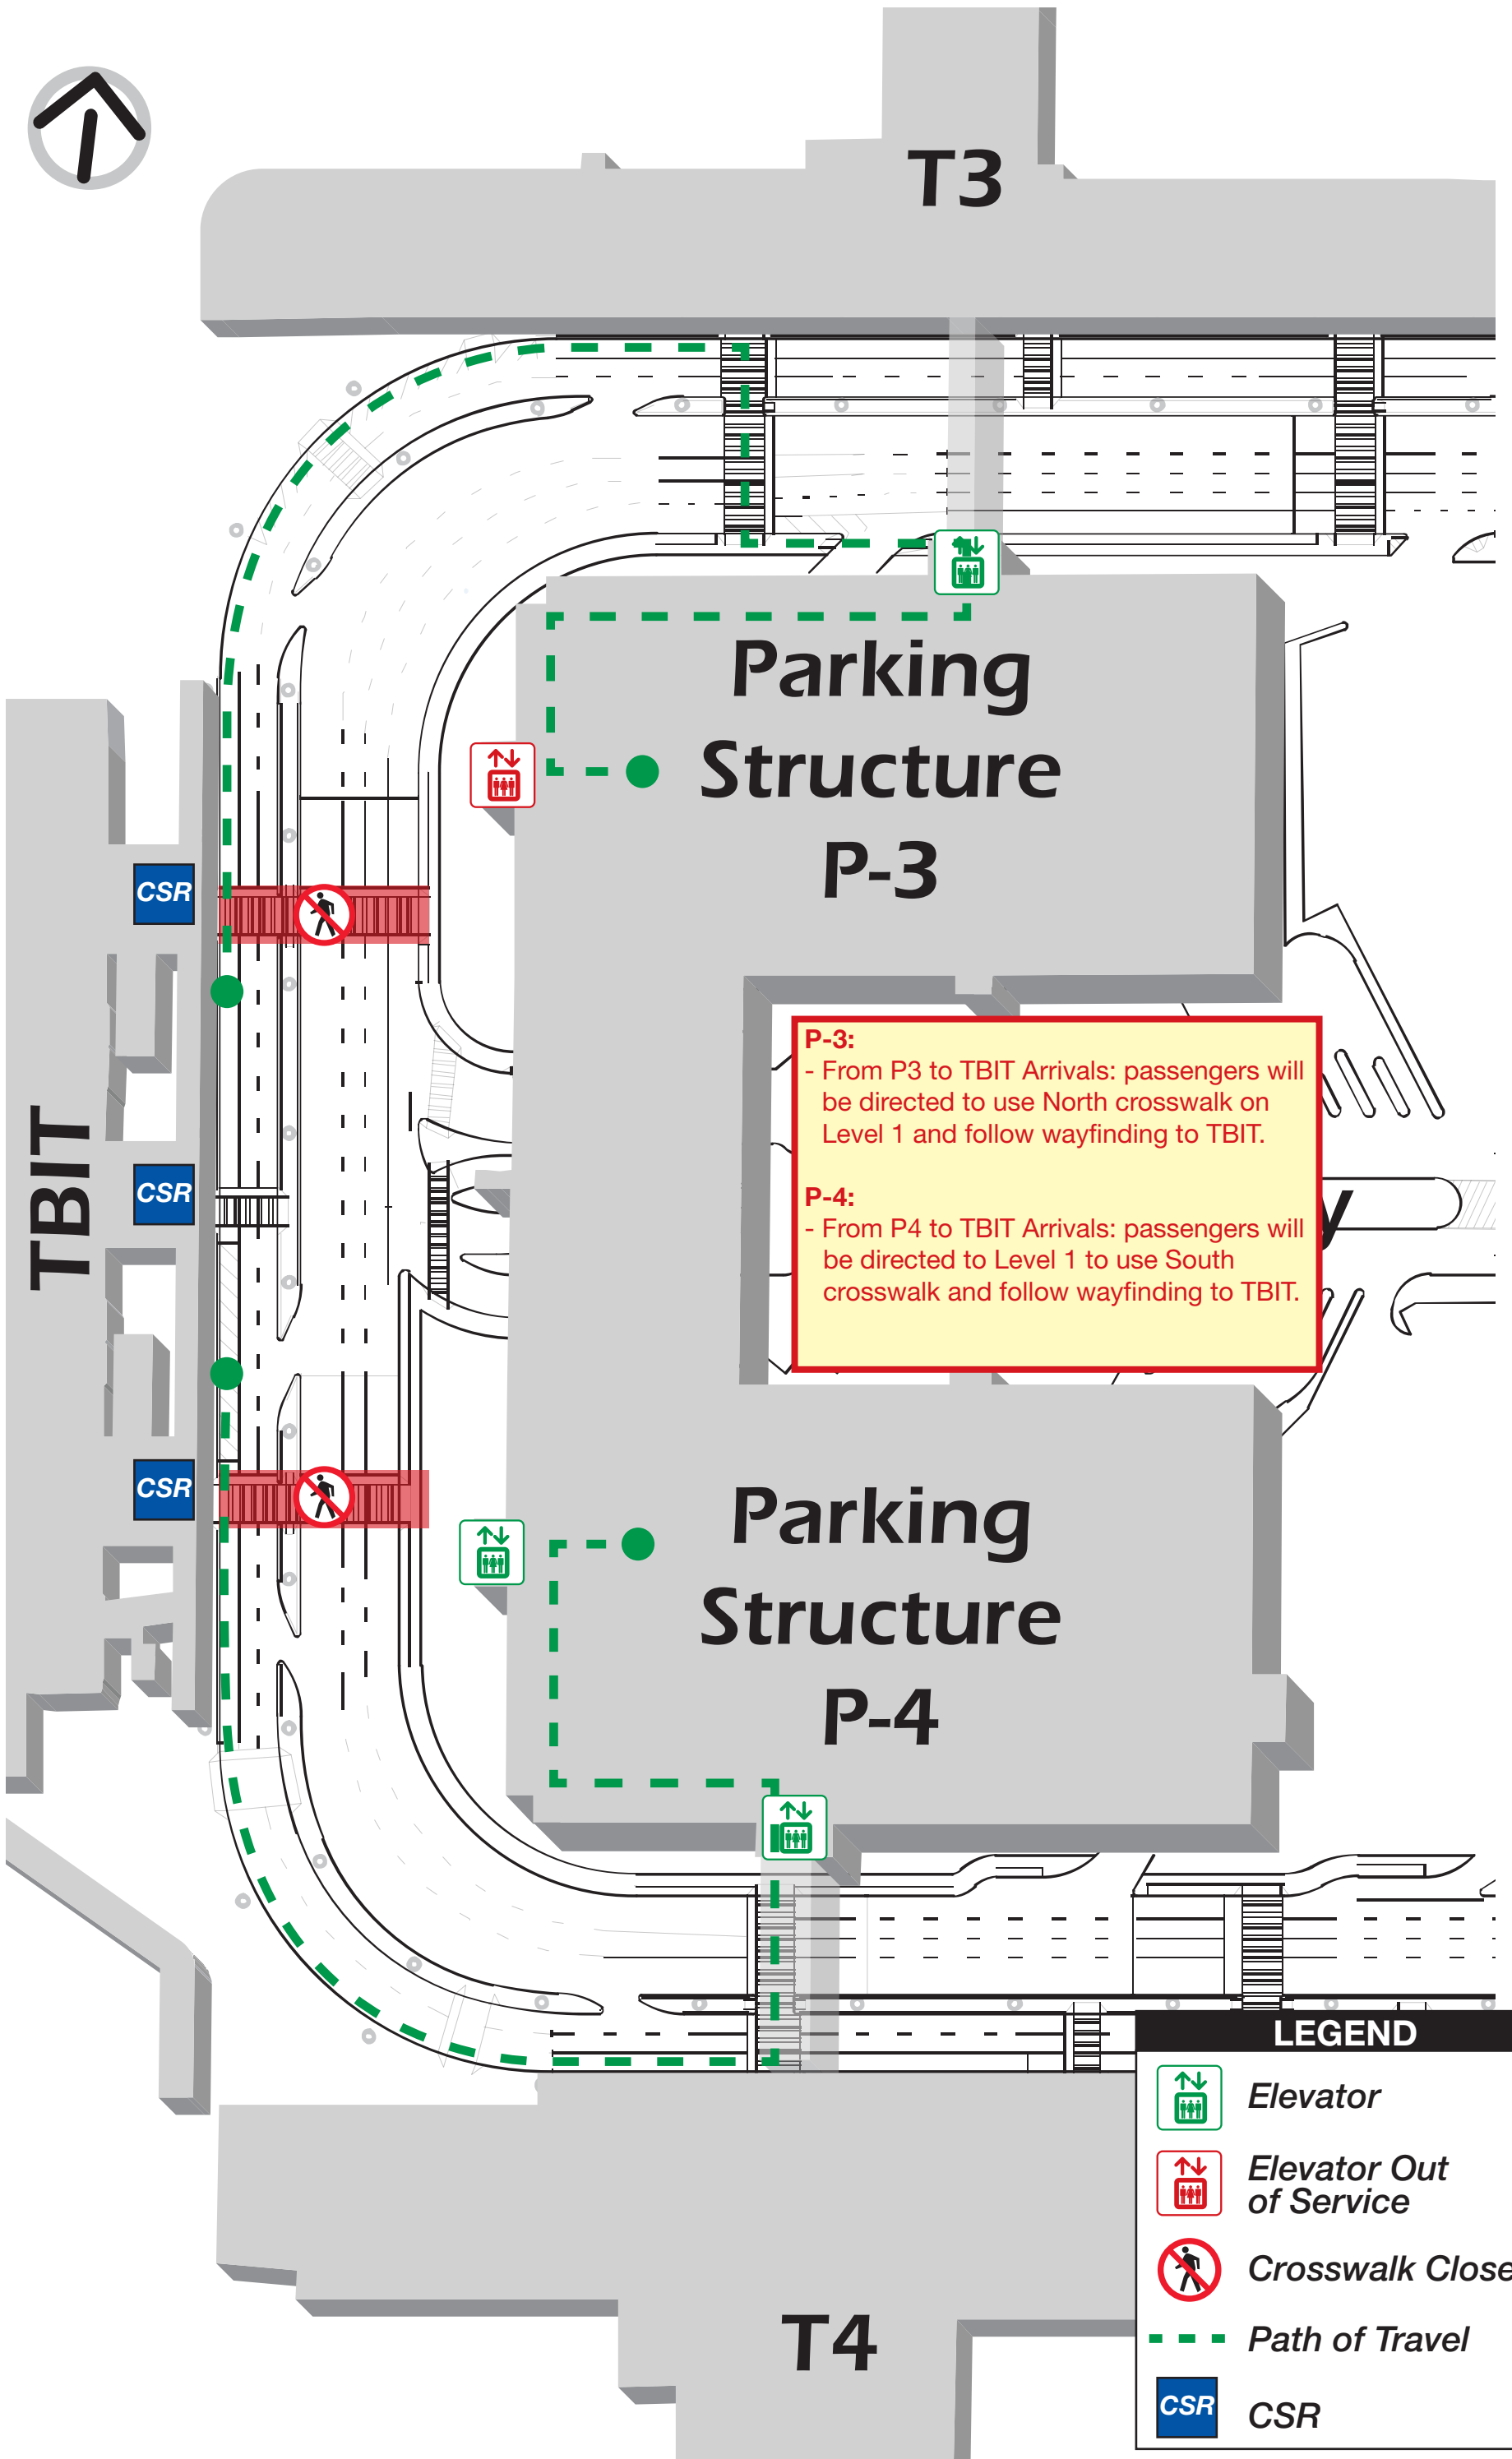 T3
Parking
Structure
P-3
CSR
P-3:
- From P3 to TBIT Arrivals: passengers will
be directed to use North crosswalk on
Level 1 and follow wayfinding to TBIT.
P-4:
- From P4 to TBIT Arrivals: passengers will
be directed to Level 1 to use South
crosswalk and follow wayfinding to TBIT.
y
TBIT
CSR
CSR
Parking
Structure
P-4
LEGEND
Elevator
Elevator Out
of Service
Crosswalk Close
Path of Travel
CSR
CSR
T4